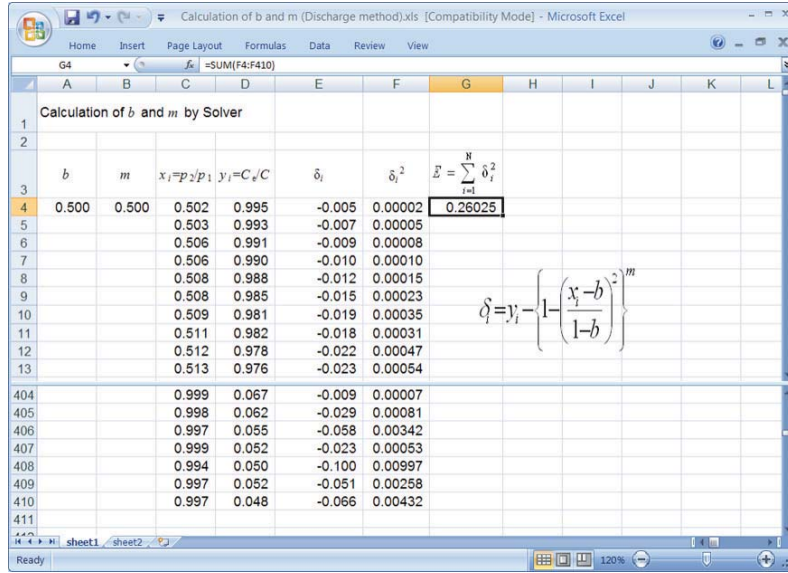 Calculation of b and m (Discharge method).xls [Compatibility Mode] - Microsoft Excel
Home Insert Page Layout Formulas Data Review View
G4 fx =SUM(F4:F410)
A B C D E F G H I J K L
1 Calculation of b and m by Solver
2
3 b m xi=p2/p1 yi=Ce/C δi δi² E = Σ δi² N i=1
4 0.500 0.500 0.502 0.995 -0.005 0.00002 0.26025
5 0.503 0.993 -0.007 0.00005
6 0.506 0.991 -0.009 0.00008
7 0.506 0.990 -0.010 0.00010
8 0.508 0.988 -0.012 0.00015
9 0.508 0.985 -0.015 0.00023
10 0.509 0.981 -0.019 0.00035
11 0.511 0.982 -0.018 0.00031
12 0.512 0.978 -0.022 0.00047
13 0.513 0.976 -0.023 0.00054
δi=yi-{1-((xi-b)/(1-b))²}^m
404 0.999 0.067 -0.009 0.00007
405 0.998 0.062 -0.029 0.00081
406 0.997 0.055 -0.058 0.00342
407 0.999 0.052 -0.023 0.00053
408 0.994 0.050 -0.100 0.00997
409 0.997 0.052 -0.051 0.00258
410 0.997 0.048 -0.066 0.00432
411
sheet1 sheet2
Ready 120%